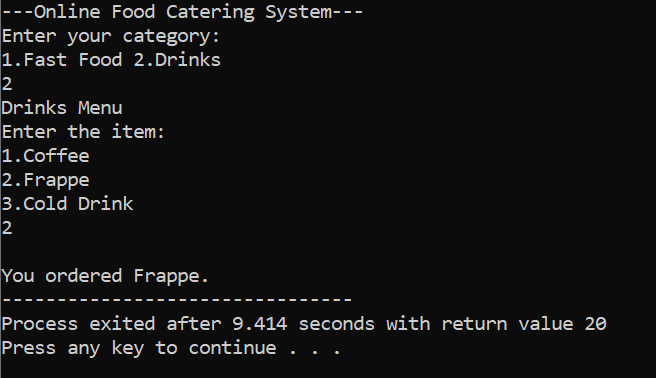 ---Online Food Catering System---
Enter your category:
1.Fast Food 2.Drinks
2
Drinks Menu
Enter the item:
1.Coffee
2.Frappe
3.Cold Drink
2
You ordered Frappe.
--------------------------------
Process exited after 9.414 seconds with return value 20
Press any key to continue . . .